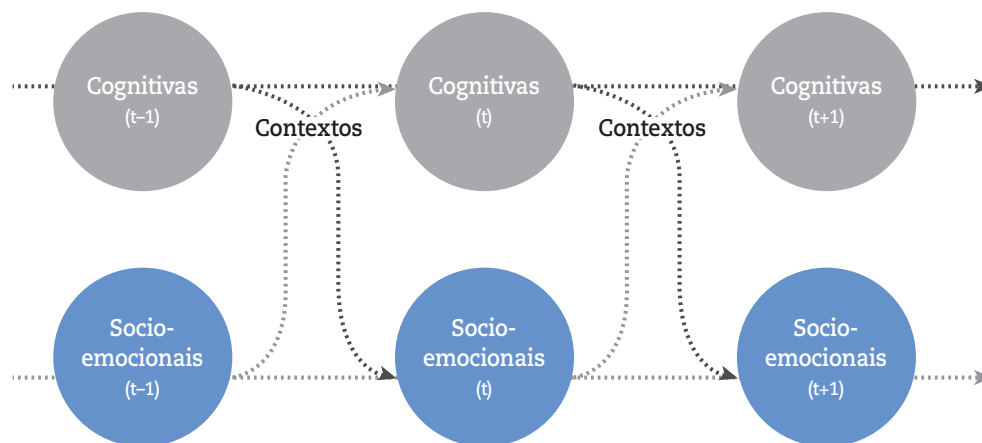 Cognitivas
(t–1)
Cognitivas
(t)
Cognitivas
(t+1)
Contextos
Contextos
Socio-
emocionais
(t–1)
Socio-
emocionais
(t)
Socio-
emocionais
(t+1)